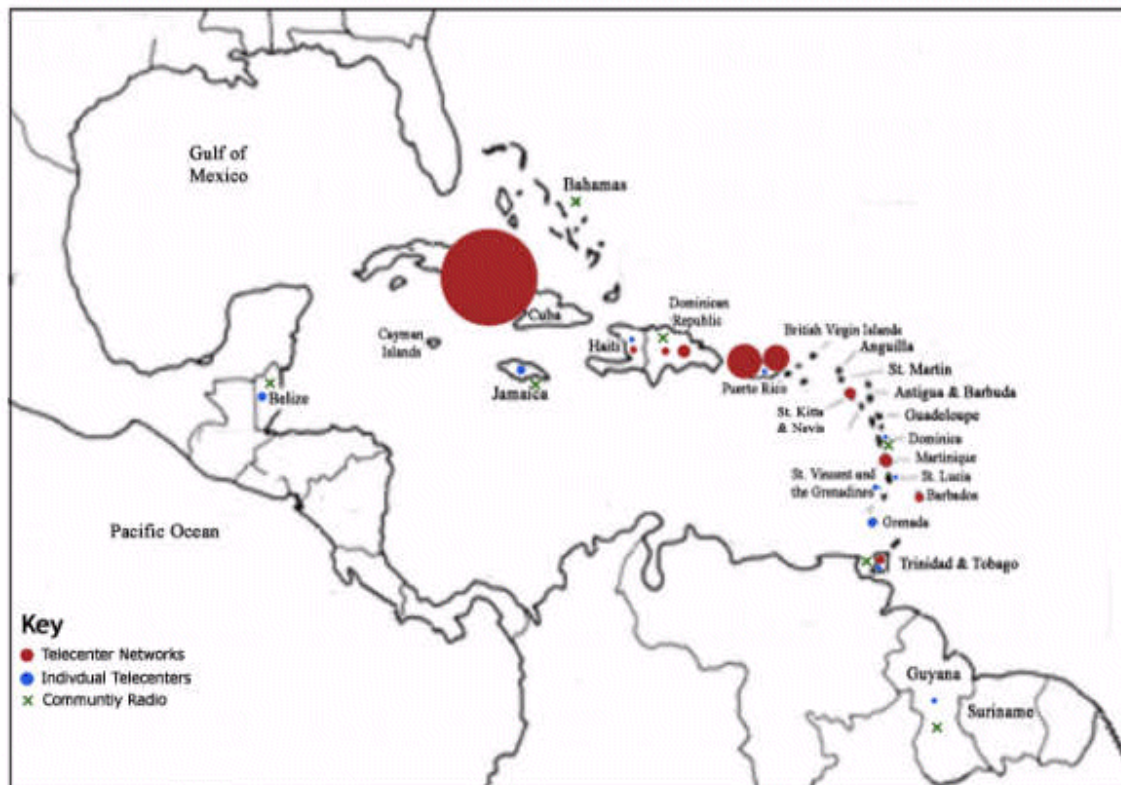 Gulf of
Mexico
Bahamas
Cuba
Cayman
Islands
Dominican
Republic
Haiti
Jamaica
Belize
British Virgin Islands
Anguilla
St. Martin
Puerto Rico
Antigua & Barbuda
St. Kitts
& Nevis
Guadeloupe
Dominica
Martinique
St. Vincent and
the Grenadines
St. Lucia
Barbados
Grenada
Pacific Ocean
Trinidad & Tobago
Key
Telecenter Networks
Indivdual Telecenters
Communtiy Radio
Guyana
Suriname